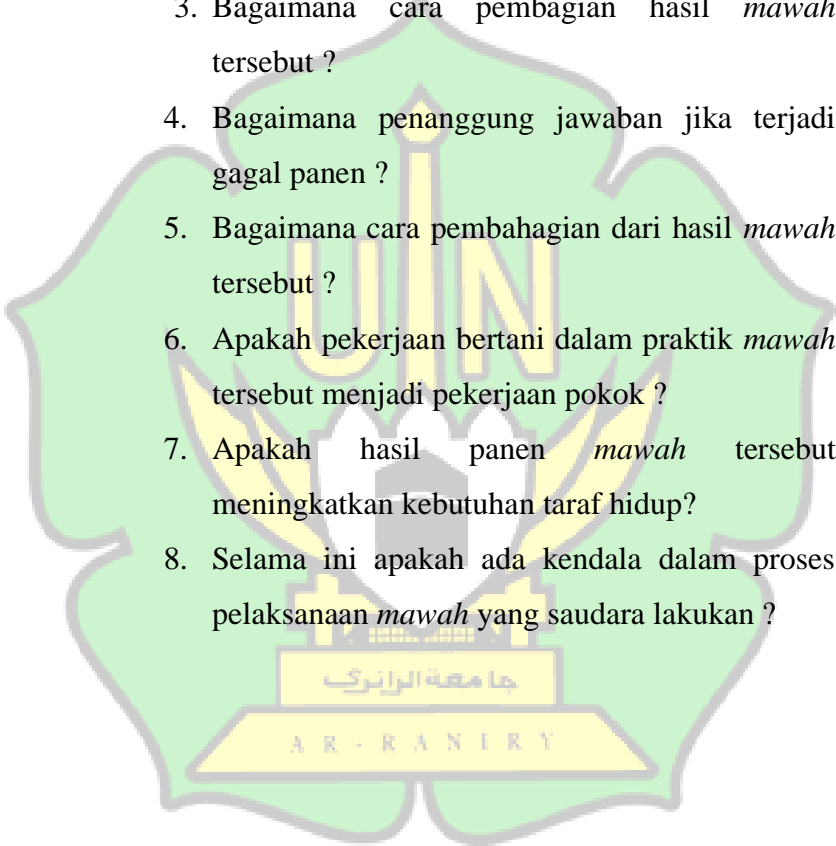 3. Bagaimana cara pembagian hasil mawah
tersebut ?
4. Bagaimana penanggung jawaban jika terjadi
gagal panen ?
5. Bagaimana cara pembahagian dari hasil mawah
tersebut ?
6. Apakah pekerjaan bertani dalam praktik mawah
tersebut menjadi pekerjaan pokok ?
7. Apakah hasil panen mawah tersebut
meningkatkan kebutuhan taraf hidup?
8. Selama ini apakah ada kendala dalam proses
pelaksanaan mawah yang saudara lakukan ?
UIN
جامعة الرانري
AR-RANIRY